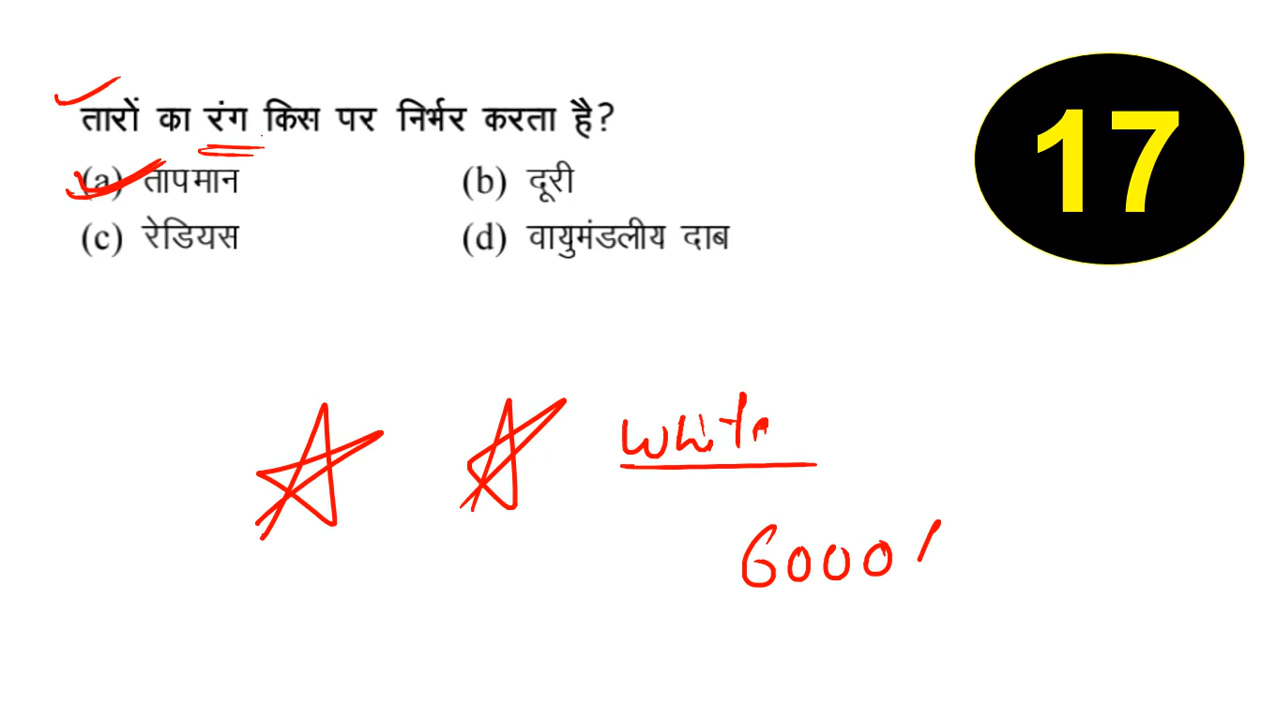 तारों का रंग किस पर निर्भर करता है?
(a) तापमान (b) दूरी
(c) रेडियस (d) वायुमंडलीय दाब
17
white
6000